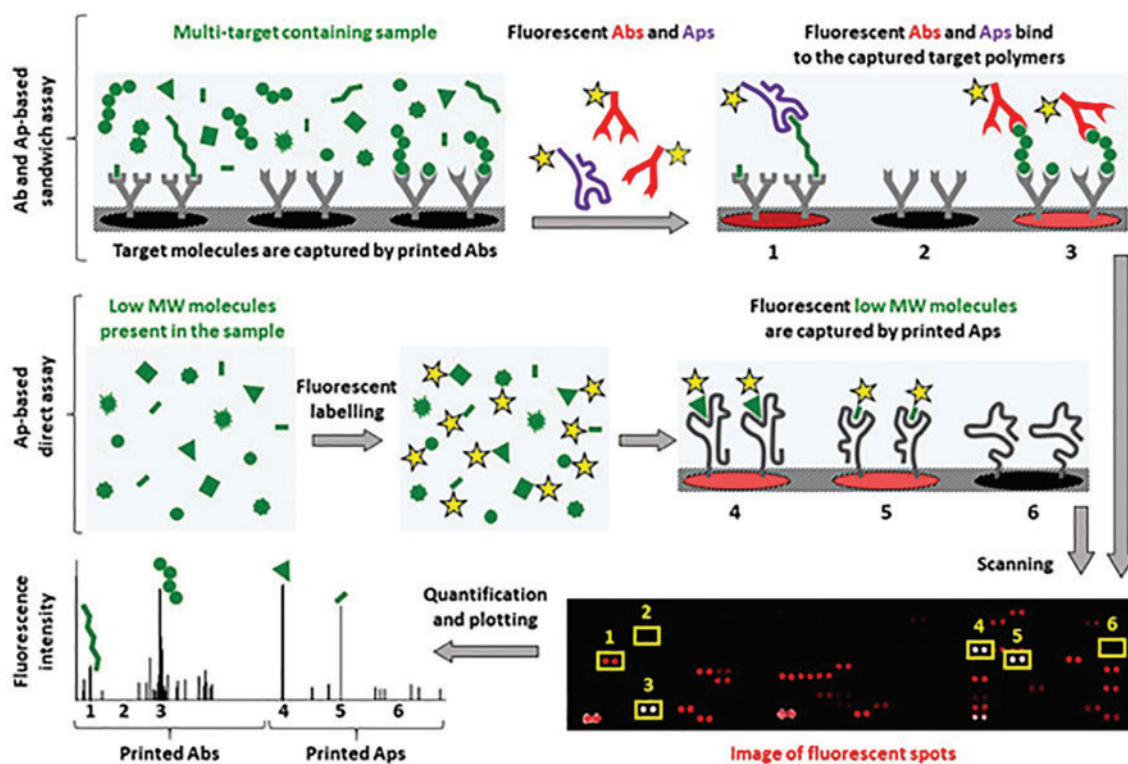 Multi-target containing sample
Fluorescent Abs and Aps
Fluorescent Abs and Aps bind
to the captured target polymers
Ab and Ap-based
sandwich assay
Target molecules are captured by printed Abs
1
2
3
Low MW molecules
present in the sample
Fluorescent low MW molecules
are captured by printed Aps
Ap-based
direct assay
Fluorescent
labelling
4
5
6
Scanning
Fluorescence
intensity
Quantification
and plotting
1
2
3
4
5
6
1
2
3
4
5
6
Printed Abs
Printed Aps
Image of fluorescent spots